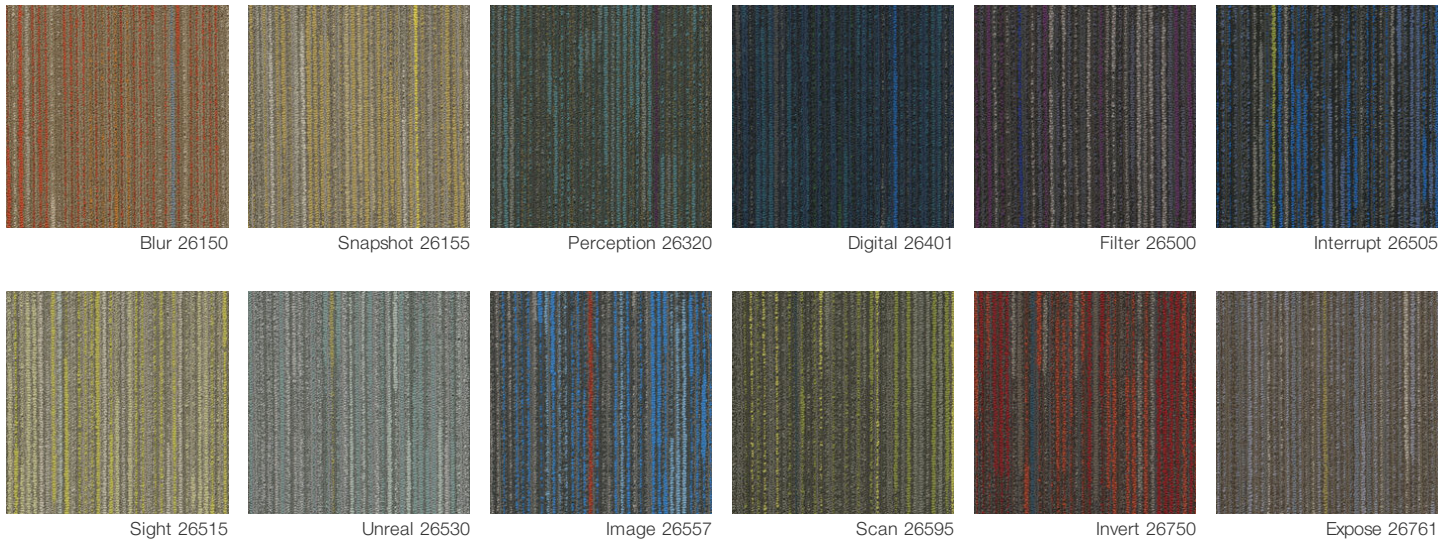 Blur 26150
Snapshot 26155
Perception 26320
Digital 26401
Filter 26500
Interrupt 26505
Sight 26515
Unreal 26530
Image 26557
Scan 26595
Invert 26750
Expose 26761